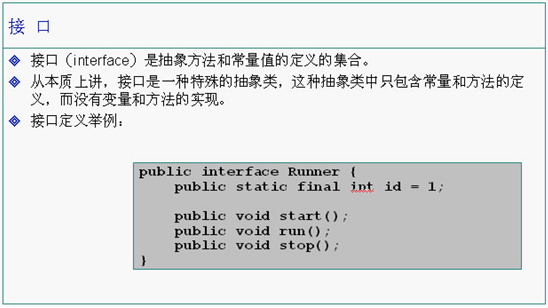 接 口
接口（interface）是抽象方法和常量值的定义的集合。
从本质上讲，接口是一种特殊的抽象类，这种抽象类中只包含常量和方法的定
义，而没有变量和方法的实现。
接口定义举例：
public interface Runner {
    public static final int id = 1;

    public void start();
    public void run();
    public void stop();
}